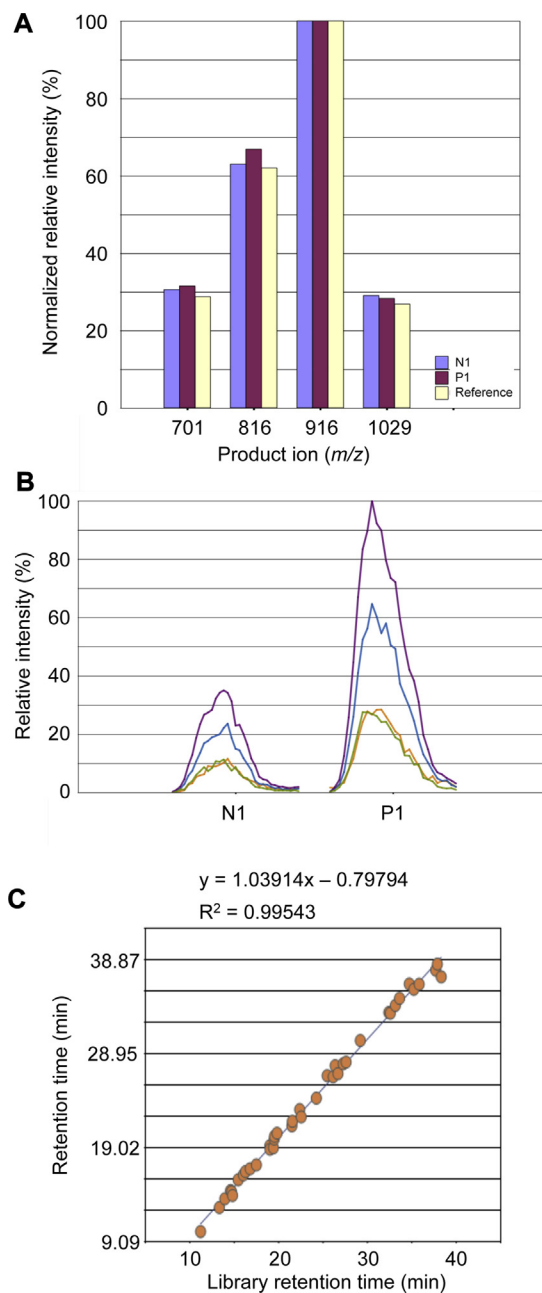 A
Normalized relative intensity (%)
100
80
60
40
20
0
N1
P1
Reference
701 816 916 1029
Product ion (m/z)
B
Relative intensity (%)
100
80
60
40
20
0
N1 P1
y = 1.03914x – 0.79794
R² = 0.99543
C
Retention time (min)
38.87
28.95
19.02
9.09
10 20 30 40
Library retention time (min)